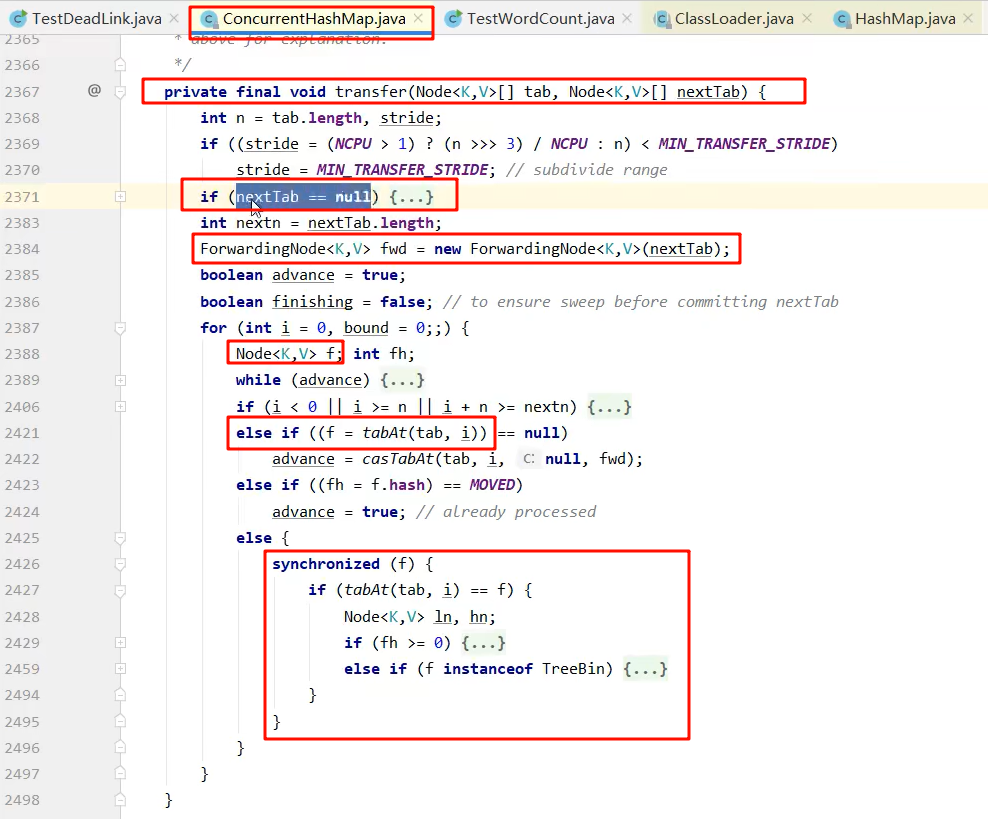 TestDeadLink.java × ConcurrentHashMap.java × TestWordCount.java × ClassLoader.java × HashMap.java ×
2365 * above for explanation.
2366 */
2367 @ private final void transfer(Node<K,V>[] tab, Node<K,V>[] nextTab) {
2368 int n = tab.length, stride;
2369 if ((stride = (NCPU > 1) ? (n >>> 3) / NCPU : n) < MIN_TRANSFER_STRIDE)
2370 stride = MIN_TRANSFER_STRIDE; // subdivide range
2371 if (nextTab == null) {...}
2383 int nextn = nextTab.length;
2384 ForwardingNode<K,V> fwd = new ForwardingNode<K,V>(nextTab);
2385 boolean advance = true;
2386 boolean finishing = false; // to ensure sweep before committing nextTab
2387 for (int i = 0, bound = 0;;) {
2388 Node<K,V> f; int fh;
2389 while (advance) {...}
2406 if (i < 0 || i >= n || i + n >= nextn) {...}
2421 else if ((f = tabAt(tab, i)) == null)
2422 advance = casTabAt(tab, i, c: null, fwd);
2423 else if ((fh = f.hash) == MOVED)
2424 advance = true; // already processed
2425 else {
2426 synchronized (f) {
2427 if (tabAt(tab, i) == f) {
2428 Node<K,V> ln, hn;
2429 if (fh >= 0) {...}
2459 else if (f instanceof TreeBin) {...}
2494 }
2495 }
2496 }
2497 }
2498 }